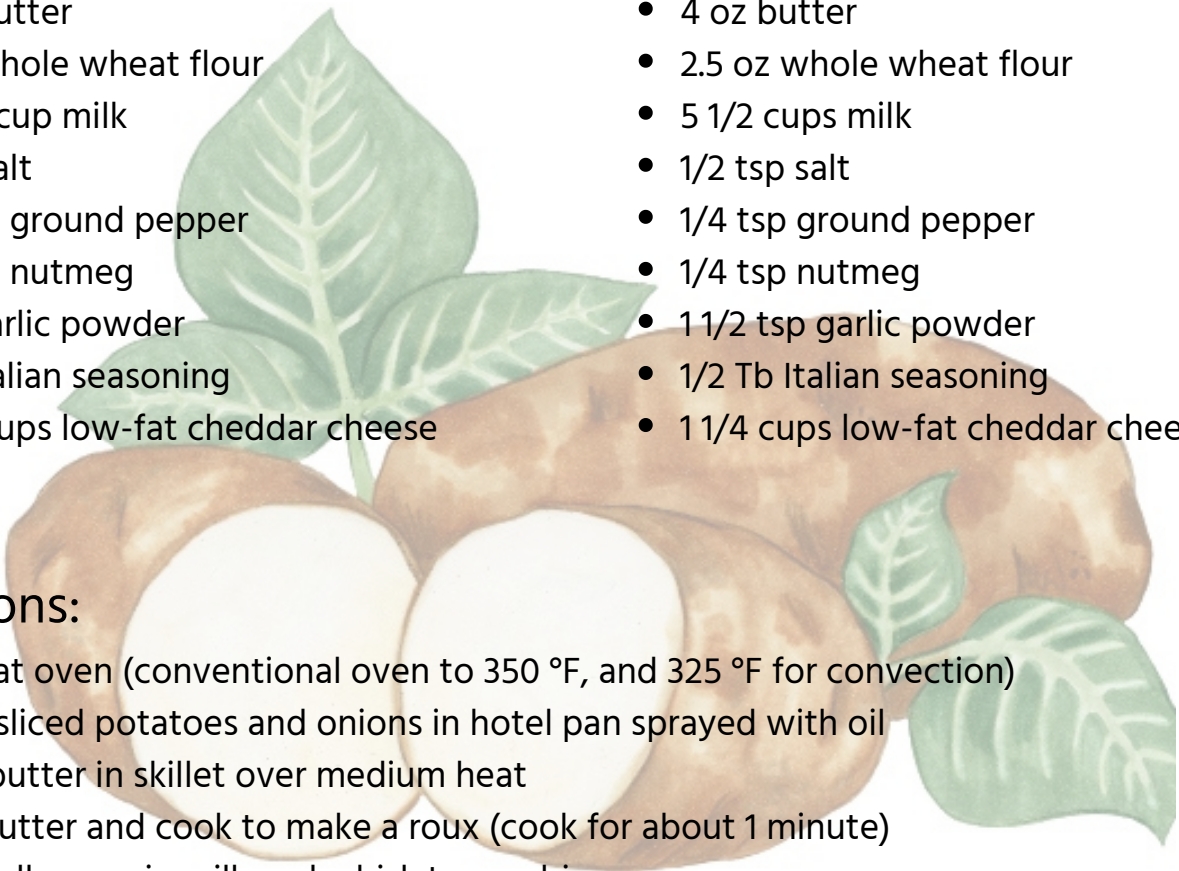 utter
hole wheat flour
cup milk
alt
ground pepper
nutmeg
arlic powder
alian seasoning
ups low-fat cheddar cheese
4 oz butter
2.5 oz whole wheat flour
5 1/2 cups milk
1/2 tsp salt
1/4 tsp ground pepper
1/4 tsp nutmeg
1 1/2 tsp garlic powder
1/2 Tb Italian seasoning
1 1/4 cups low-fat cheddar chee
ons:
at oven (conventional oven to 350 °F, and 325 °F for convection)
sliced potatoes and onions in hotel pan sprayed with oil
butter in skillet over medium heat
utter and cook to make a roux (cook for about 1 minute)